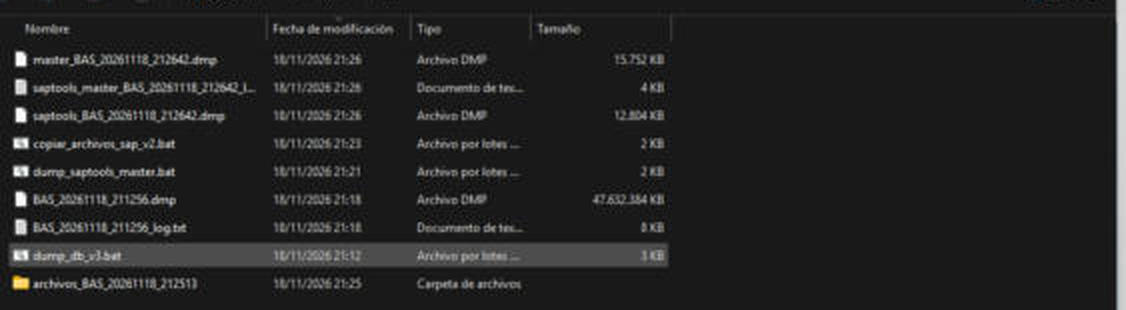 Nombre Fecha de modificación Tipo Tamaño
master_BAS_20261118_212642.dmp 18/11/2026 21:26 Archivo DMP 15.752 KB
saptools_master_BAS_20261118_212642_l... 18/11/2026 21:26 Documento de tex... 4 KB
saptools_BAS_20261118_212642.dmp 18/11/2026 21:26 Archivo DMP 12.804 KB
copiar_archivos_sap_v2.bat 18/11/2026 21:23 Archivo por lotes ... 2 KB
dump_saptools_master.bat 18/11/2026 21:21 Archivo por lotes ... 2 KB
BAS_20261118_211256.dmp 18/11/2026 21:18 Archivo DMP 47.632.384 KB
BAS_20261118_211256_log.txt 18/11/2026 21:18 Documento de tex... 8 KB
dump_db_v3.bat 18/11/2026 21:12 Archivo por lotes ... 3 KB
archivos_BAS_20261118_212513 18/11/2026 21:25 Carpeta de archivos